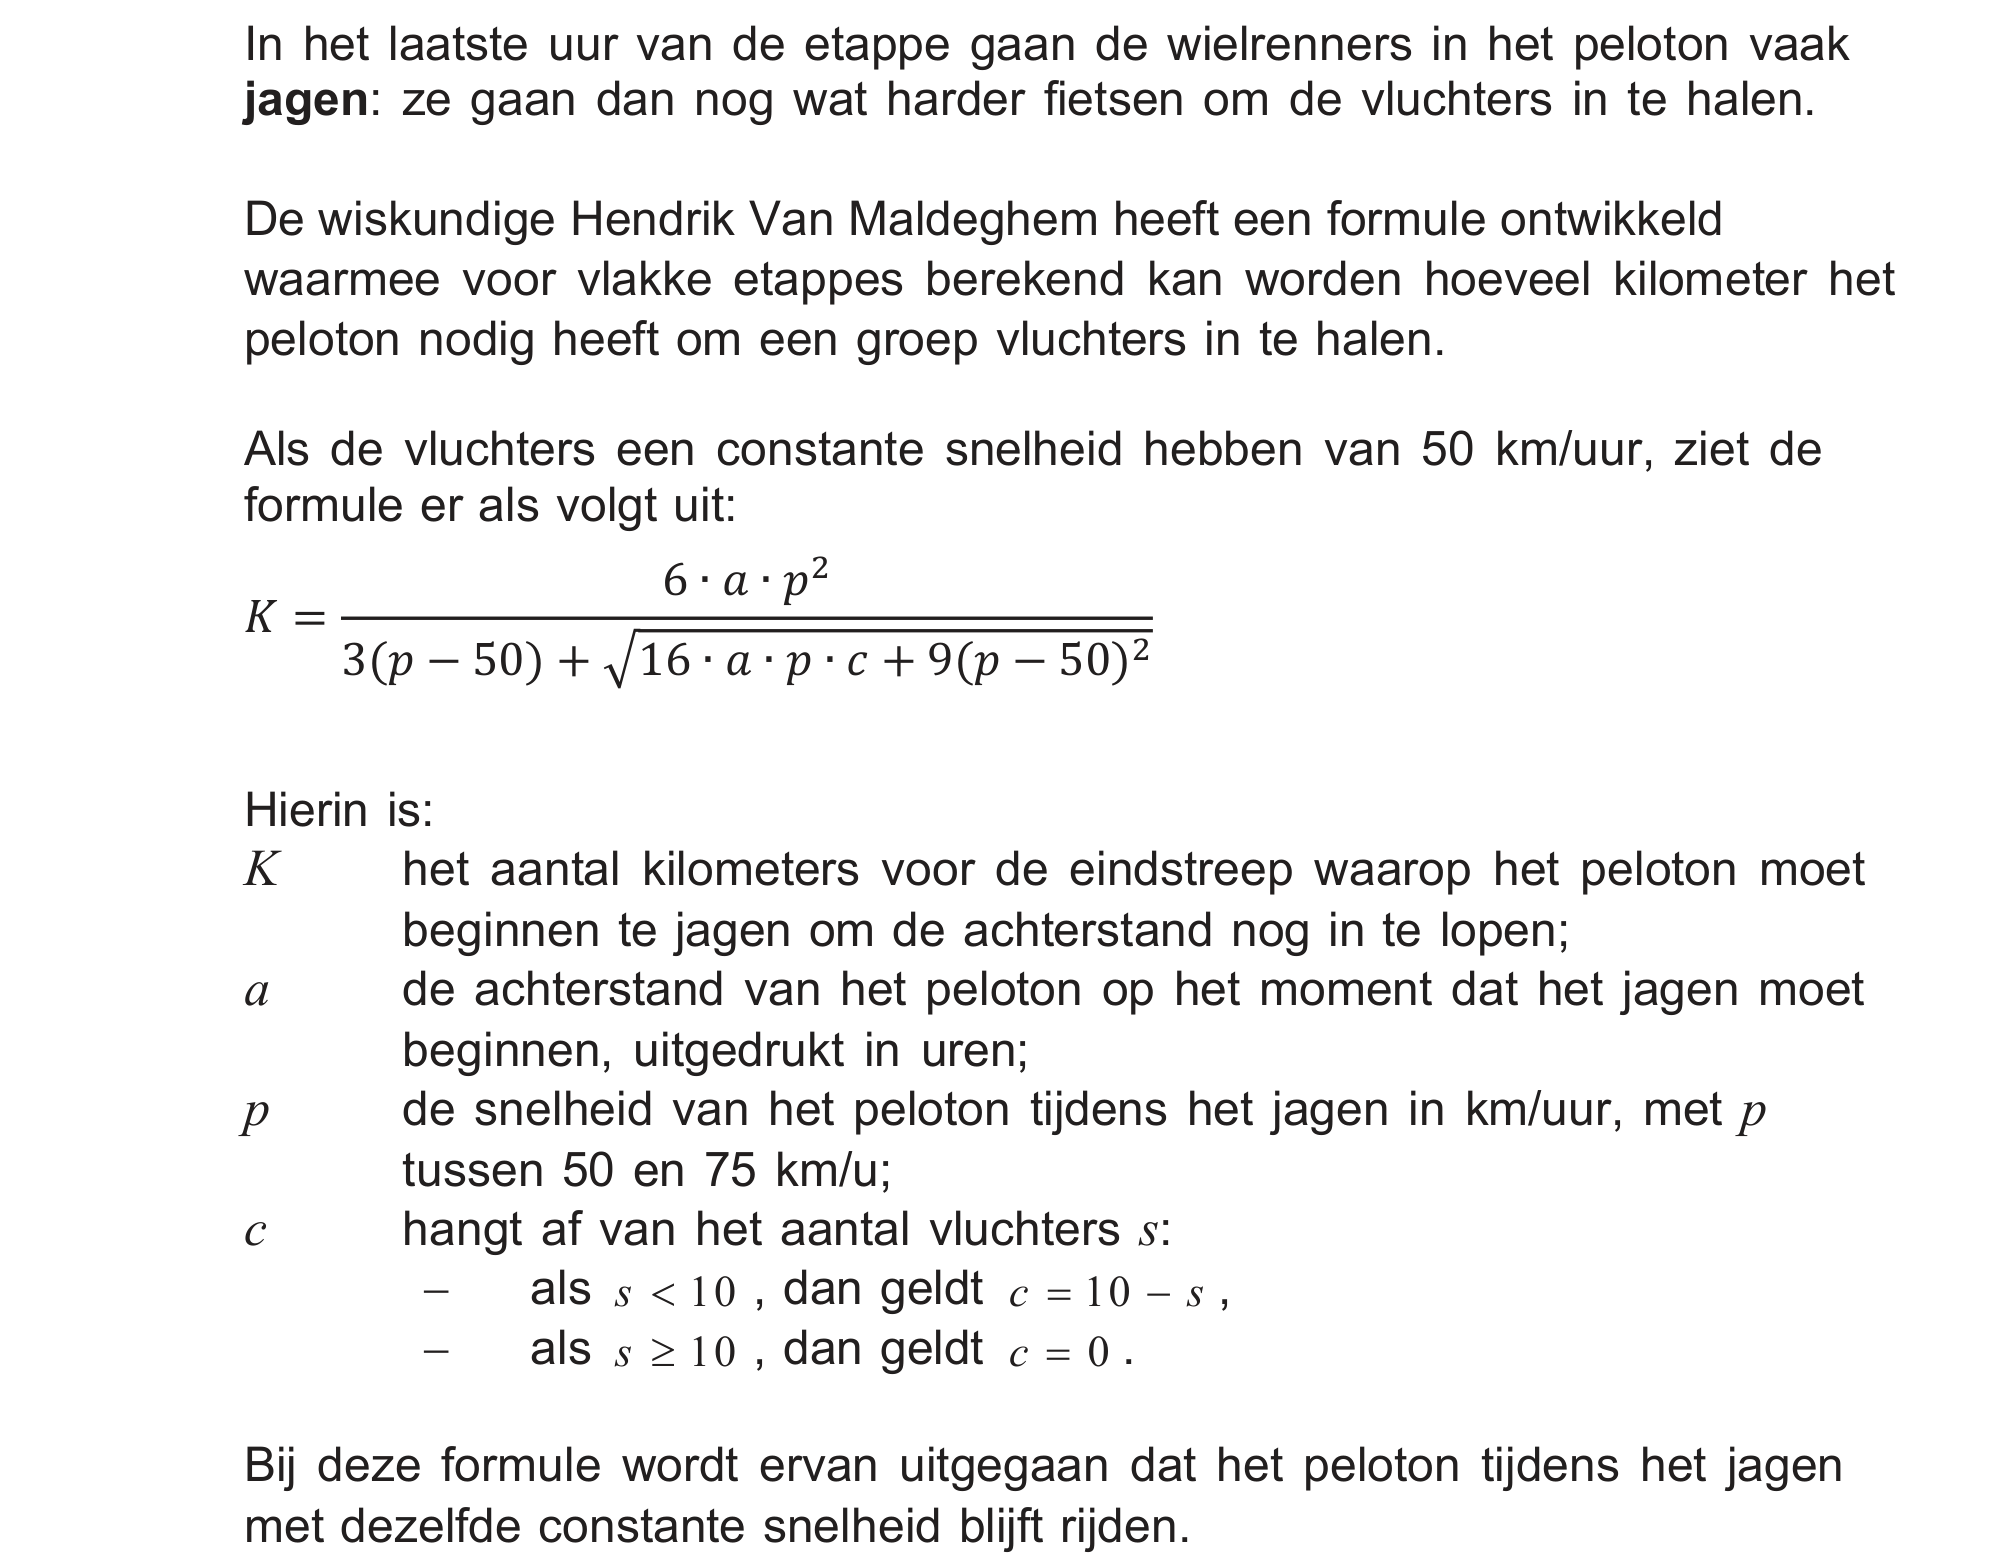 In het laatste uur van de etappe gaan de wielrenners in het peloton vaak
jagen: ze gaan dan nog wat harder fietsen om de vluchters in te halen.
De wiskundige Hendrik Van Maldeghem heeft een formule ontwikkeld
waarmee voor vlakke etappes berekend kan worden hoeveel kilometer het
peloton nodig heeft om een groep vluchters in te halen.
Als de vluchters een constante snelheid hebben van 50 km/uur, ziet de
formule er als volgt uit:
K = \frac{6 \cdot a \cdot p^2}{3(p - 50) + \sqrt{16 \cdot a \cdot p \cdot c + 9(p - 50)^2}}
Hierin is:
K het aantal kilometers voor de eindstreep waarop het peloton moet
beginnen te jagen om de achterstand nog in te lopen;
a de achterstand van het peloton op het moment dat het jagen moet
beginnen, uitgedrukt in uren;
p de snelheid van het peloton tijdens het jagen in km/uur, met p
tussen 50 en 75 km/u;
c hangt af van het aantal vluchters s:
– als s < 10 , dan geldt c = 10 – s ,
– als s ≥ 10 , dan geldt c = 0 .
Bij deze formule wordt ervan uitgegaan dat het peloton tijdens het jagen
met dezelfde constante snelheid blijft rijden.